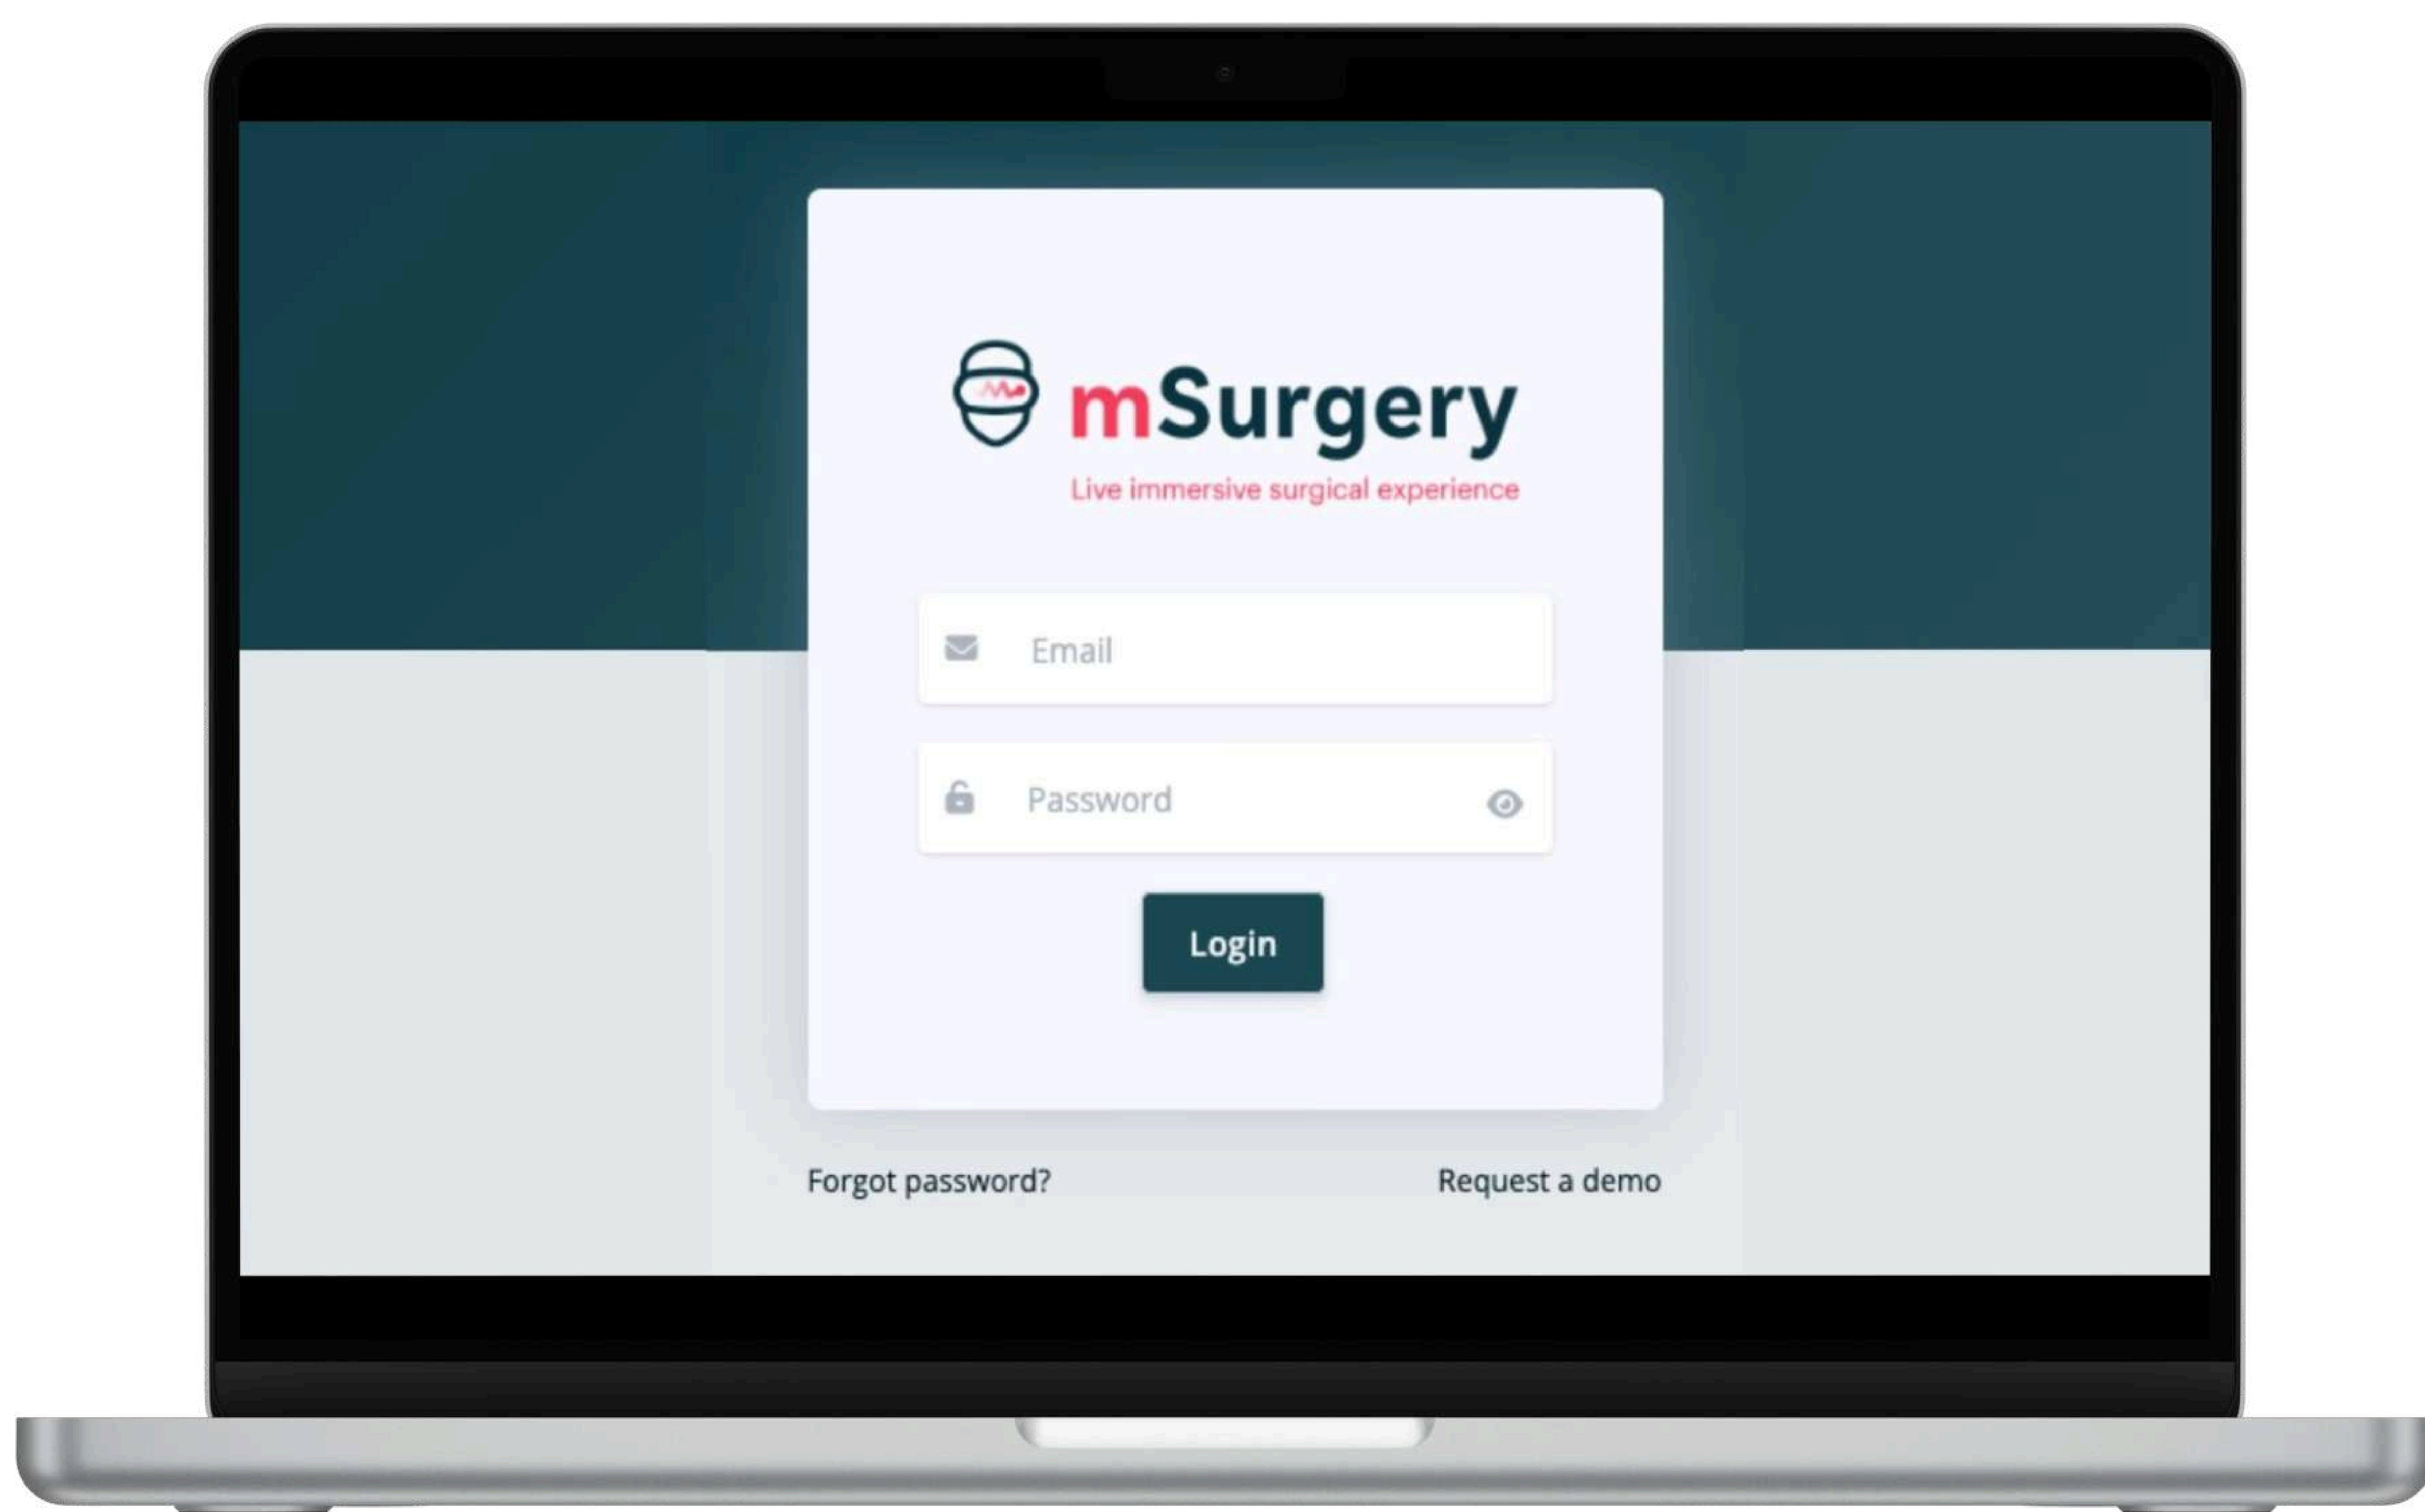 mSurgery
Live immersive surgical experience
Email
Password
Login
Forgot password?
Request a demo